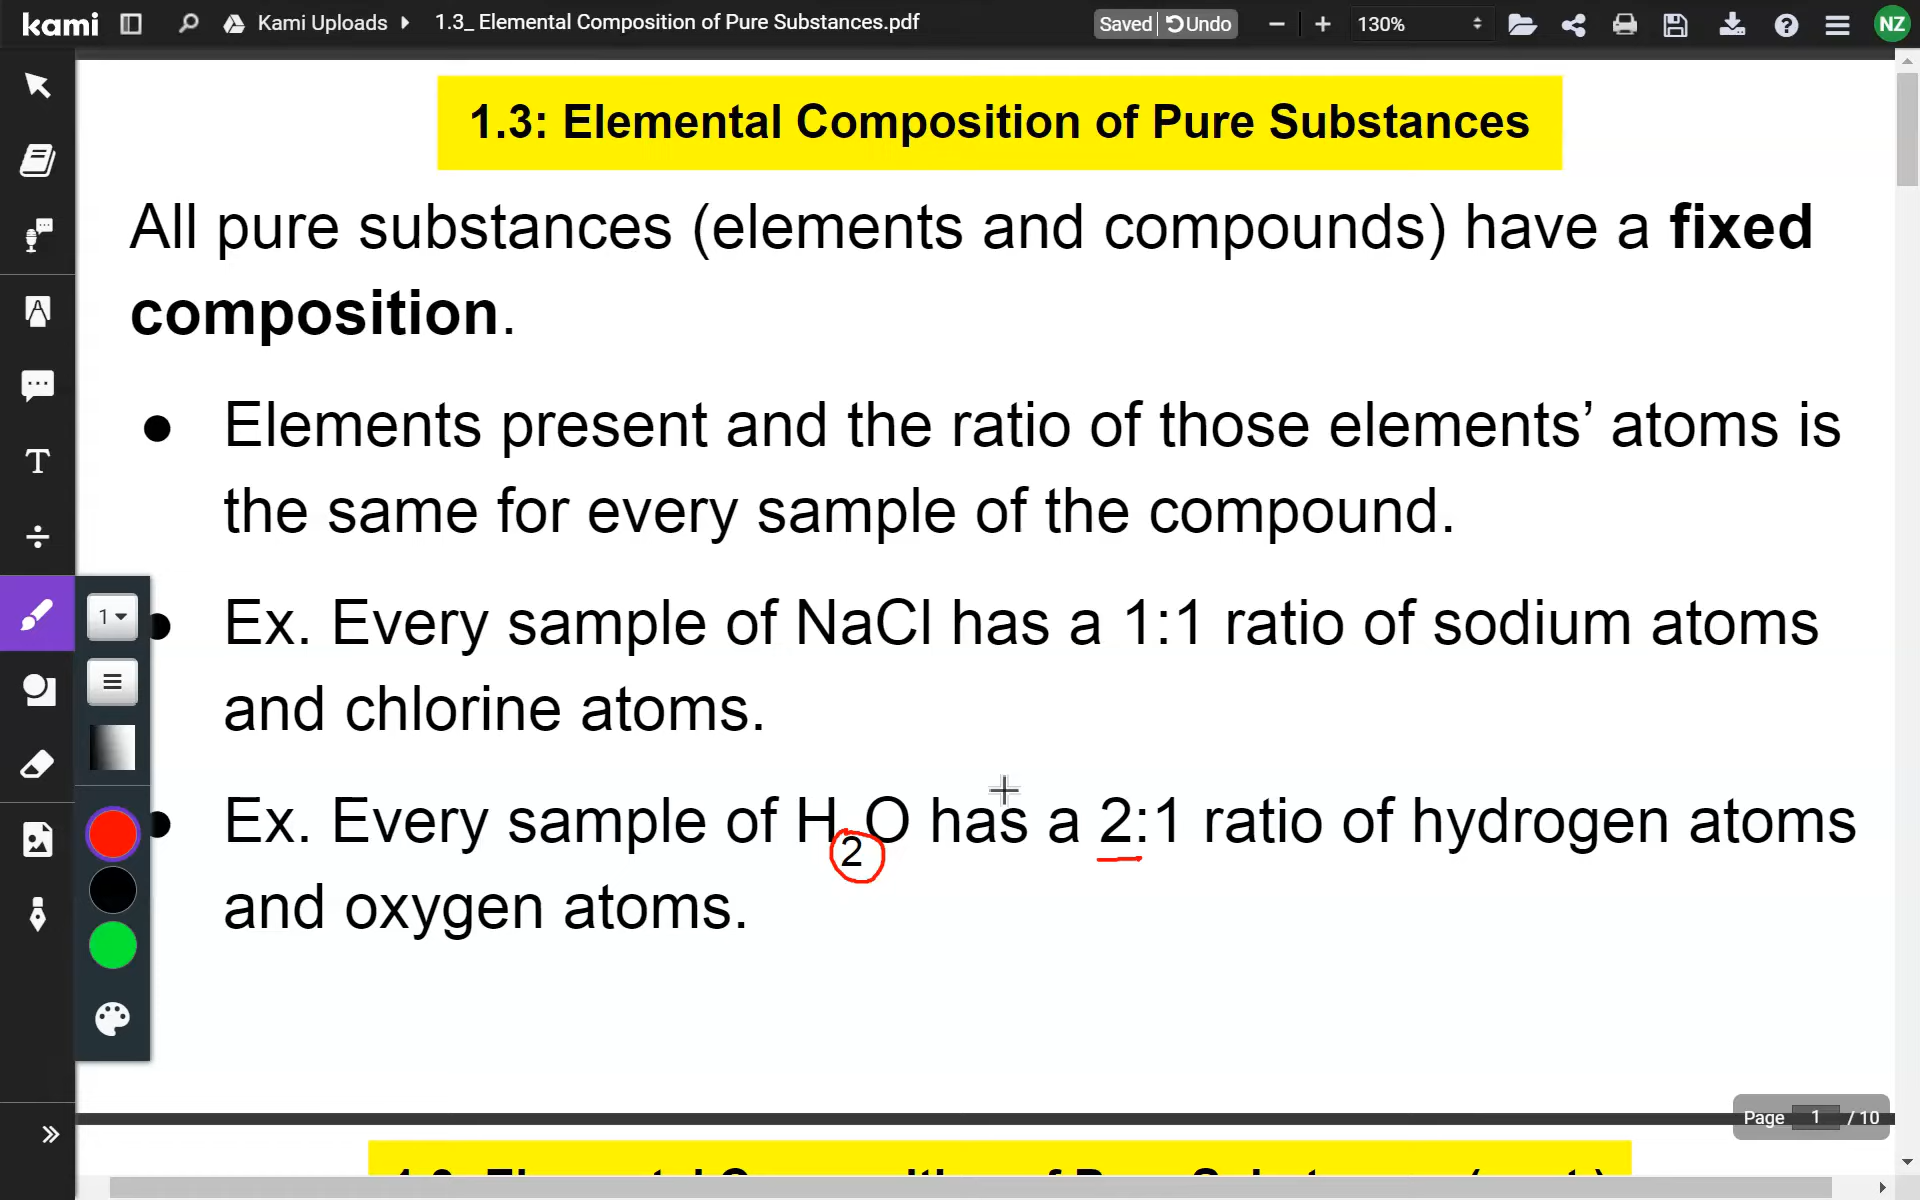 kami Kami Uploads 1.3_ Elemental Composition of Pure Substances.pdf Saved Undo 130% NZ
1.3: Elemental Composition of Pure Substances
All pure substances (elements and compounds) have a fixed
composition.
● Elements present and the ratio of those elements’ atoms is
the same for every sample of the compound.
● Ex. Every sample of NaCl has a 1:1 ratio of sodium atoms
and chlorine atoms.
● Ex. Every sample of H₂O has a 2:1 ratio of hydrogen atoms
and oxygen atoms.
1
Page 1 / 10